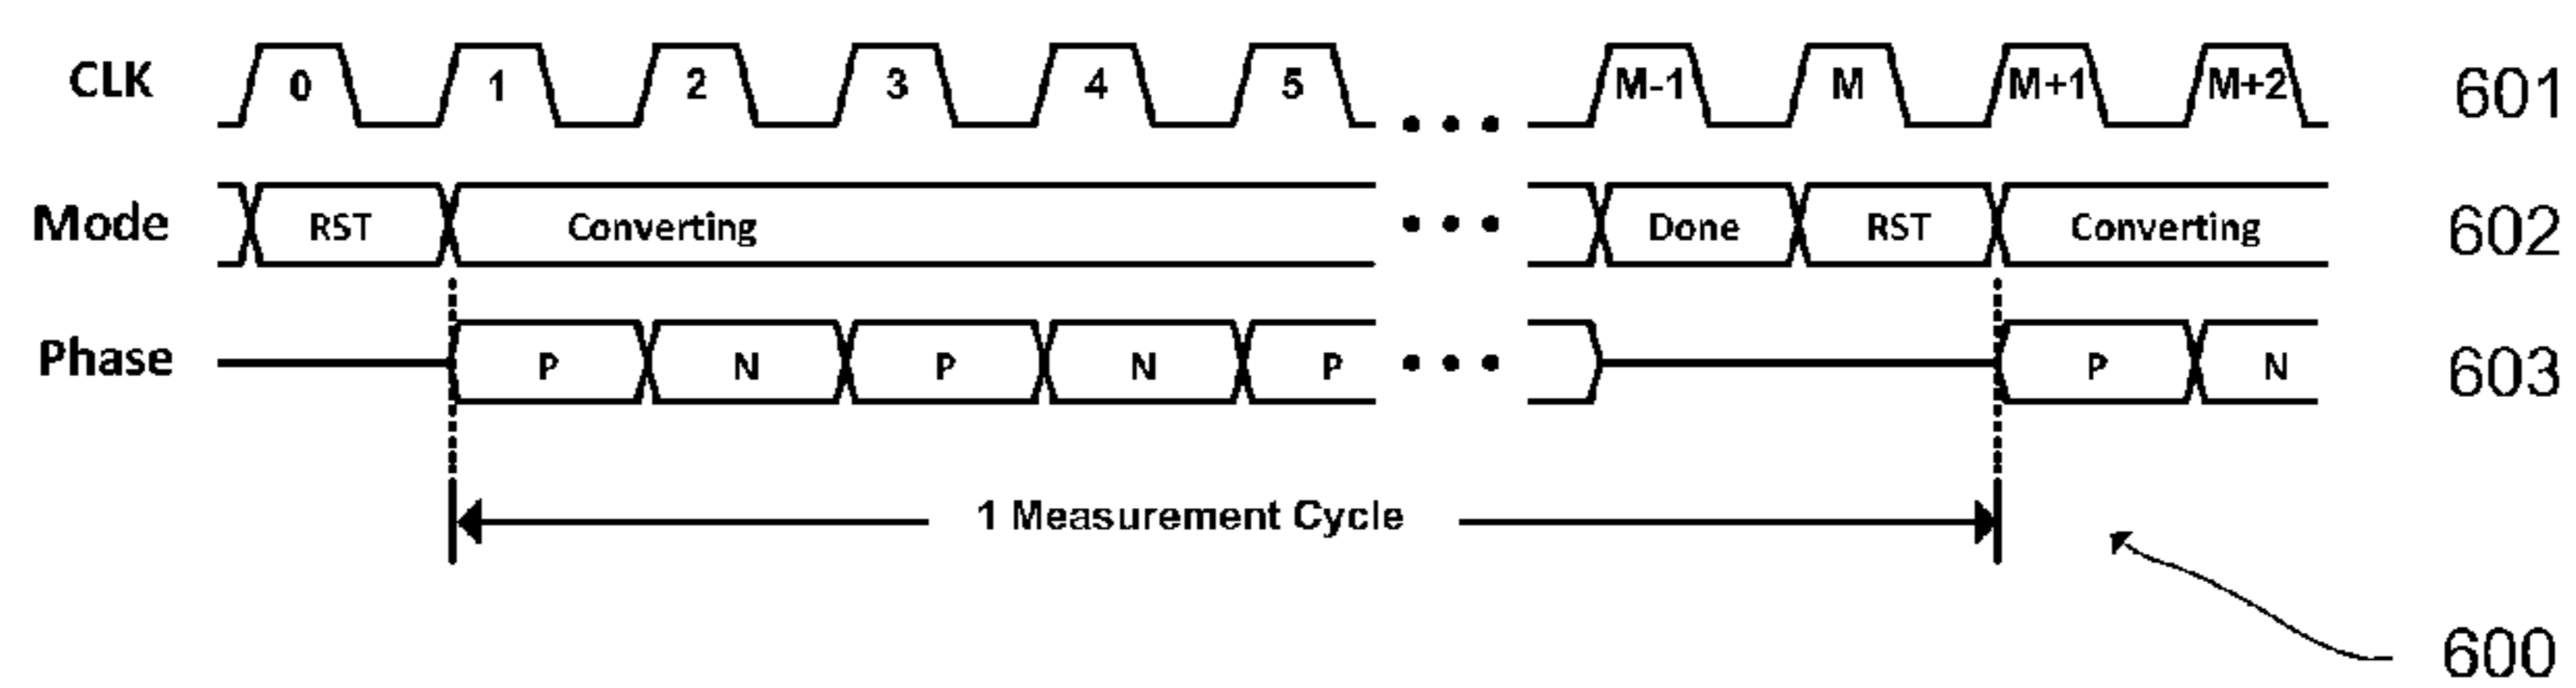 CLK 0 1 2 3 4 5 • • • M-1 M M+1 M+2 601
Mode RST Converting • • • Done RST Converting 602
Phase P N P N P • • • P N 603
1 Measurement Cycle
600